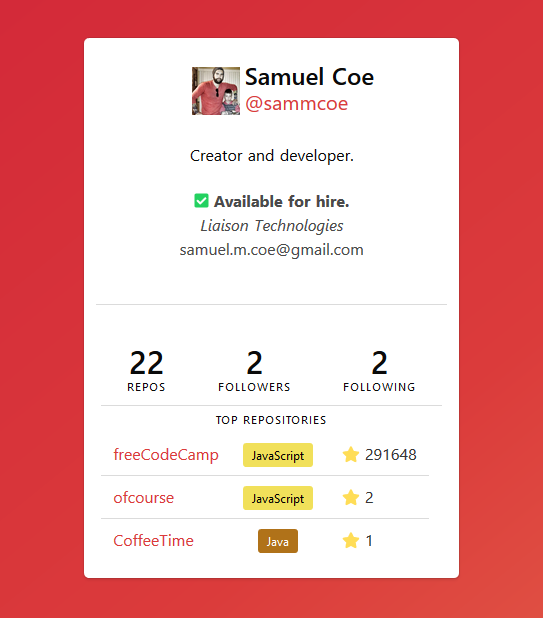 Samuel Coe
@sammcoe
Creator and developer.
Available for hire.
Liaison Technologies
samuel.m.coe@gmail.com
22 2 2
REPOS FOLLOWERS FOLLOWING
TOP REPOSITORIES
freeCodeCamp JavaScript 291648
ofcourse JavaScript 2
CoffeeTime Java 1